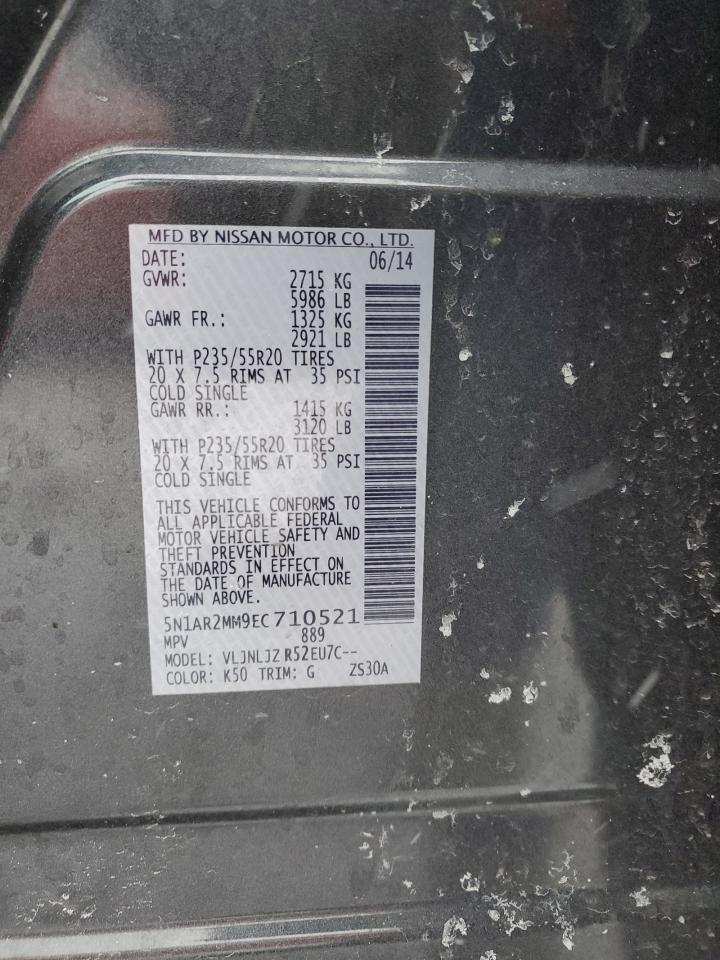 MFD BY NISSAN MOTOR CO., LTD.
DATE: 06/14
GVWR: 2715 KG
5986 LB
GAWR FR.: 1325 KG
2921 LB
WITH P235/55R20 TIRES
20 X 7.5 RIMS AT 35 PSI
COLD SINGLE
GAWR RR.: 1415 KG
3120 LB
WITH P235/55R20 TIRES
20 X 7.5 RIMS AT 35 PSI
COLD SINGLE
THIS VEHICLE CONFORMS TO
ALL APPLICABLE FEDERAL
MOTOR VEHICLE SAFETY AND
THEFT PREVENTION
STANDARDS IN EFFECT ON
THE DATE OF MANUFACTURE
SHOWN ABOVE.
5N1AR2MM9EC710521
MPV 889
MODEL: VLJNLJZ R52EU7C--
COLOR: K50 TRIM: G ZS30A